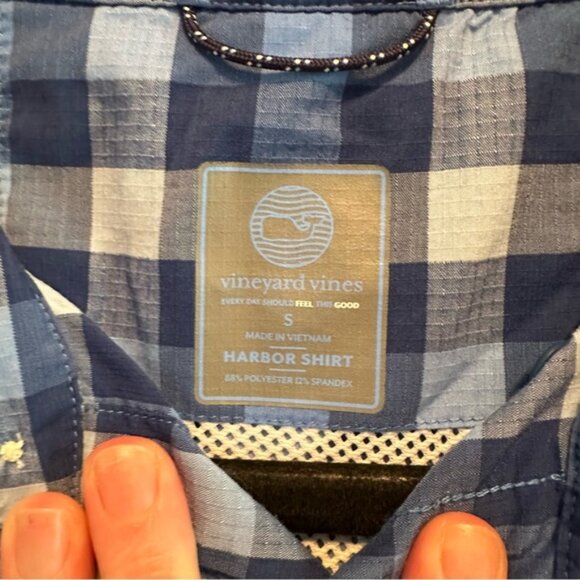 vineyard vines
EVERY DAY SHOULD FEEL THIS GOOD
S
MADE IN VIETNAM
HARBOR SHIRT
88% POLYESTER 12% SPANDEX